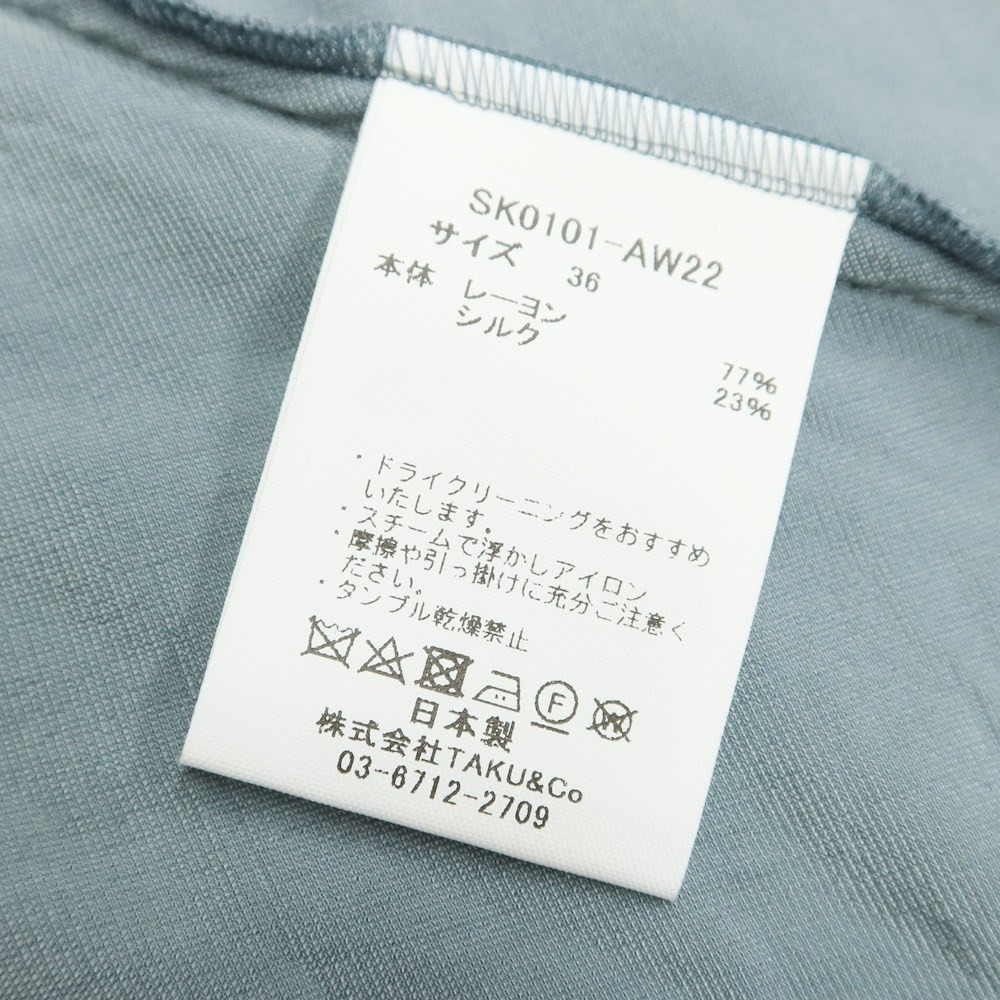 SK0101-AW22
サイズ 36
本体 レーヨン 77%
シルク 23%
・ドライクリーニングをおすすめ
いたします。
・スチームで浮かしアイロン
・摩擦や引っ掛けに充分ご注意く
ださい。
・タンブル乾燥禁止
F W
日本製
株式会社TAKU&Co
03-6712-2709